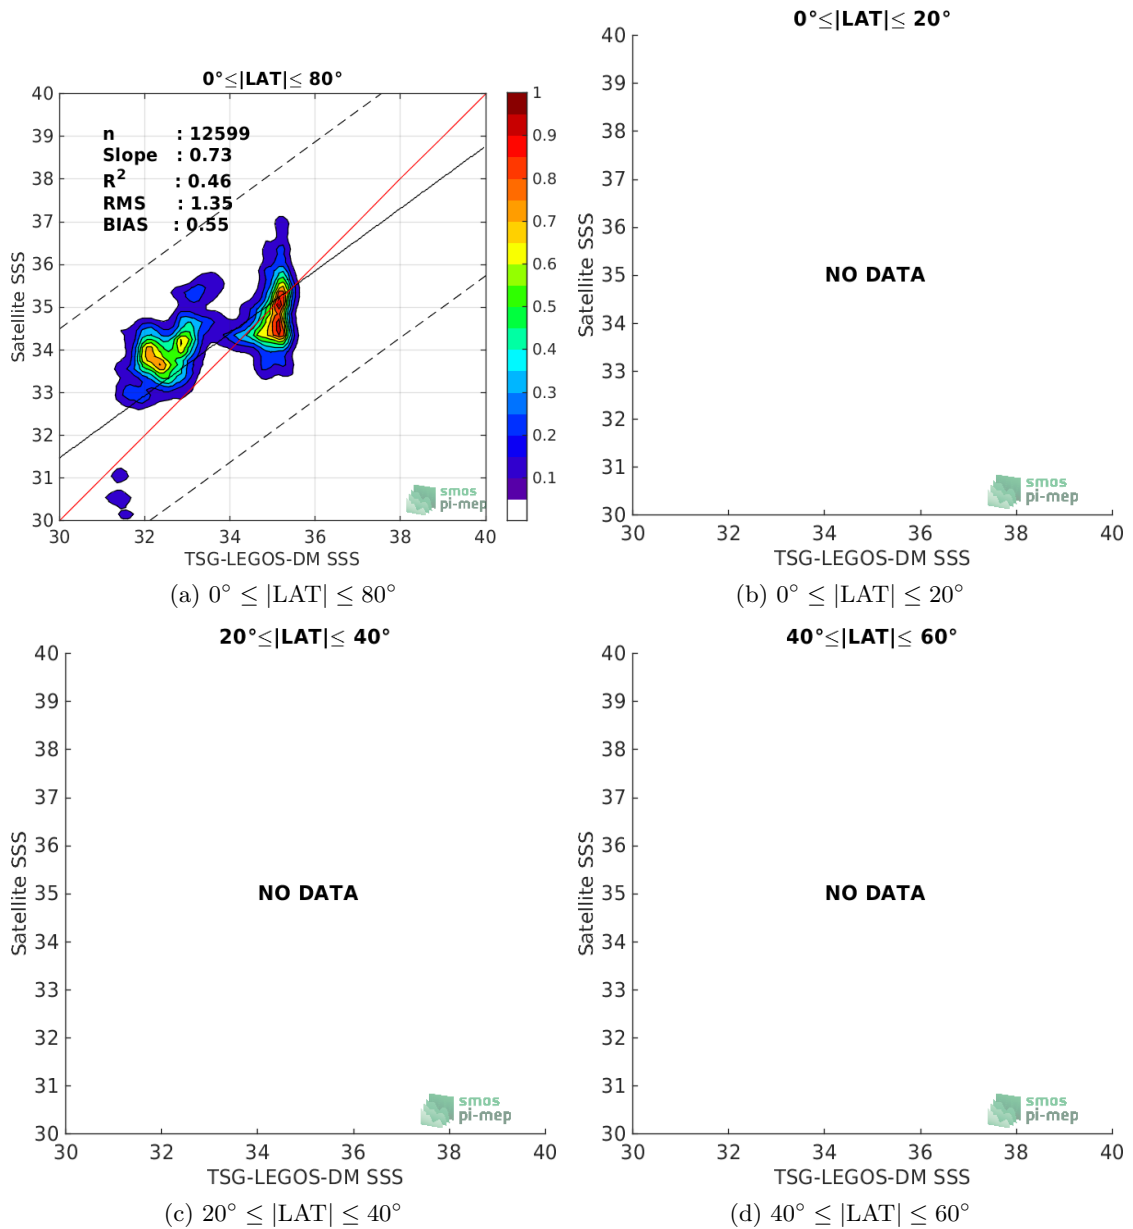 0°≤|LAT|≤ 80°
40
39
38
37
36
35
34
33
32
31
30
Satellite SSS
n : 12599
Slope : 0.73
R² : 0.46
RMS : 1.35
BIAS : 0.55
1
0.9
0.8
0.7
0.6
0.5
0.4
0.3
0.2
0.1
smos
pi-mep
30 32 34 36 38 40
TSG-LEGOS-DM SSS
(a) 0° ≤ |LAT| ≤ 80°
0°≤|LAT|≤ 20°
40
39
38
37
36
35
34
33
32
31
30
Satellite SSS
NO DATA
smos
pi-mep
30 32 34 36 38 40
TSG-LEGOS-DM SSS
(b) 0° ≤ |LAT| ≤ 20°
20°≤|LAT|≤ 40°
40
39
38
37
36
35
34
33
32
31
30
Satellite SSS
NO DATA
smos
pi-mep
30 32 34 36 38 40
TSG-LEGOS-DM SSS
(c) 20° ≤ |LAT| ≤ 40°
40°≤|LAT|≤ 60°
40
39
38
37
36
35
34
33
32
31
30
Satellite SSS
NO DATA
smos
pi-mep
30 32 34 36 38 40
TSG-LEGOS-DM SSS
(d) 40° ≤ |LAT| ≤ 60°